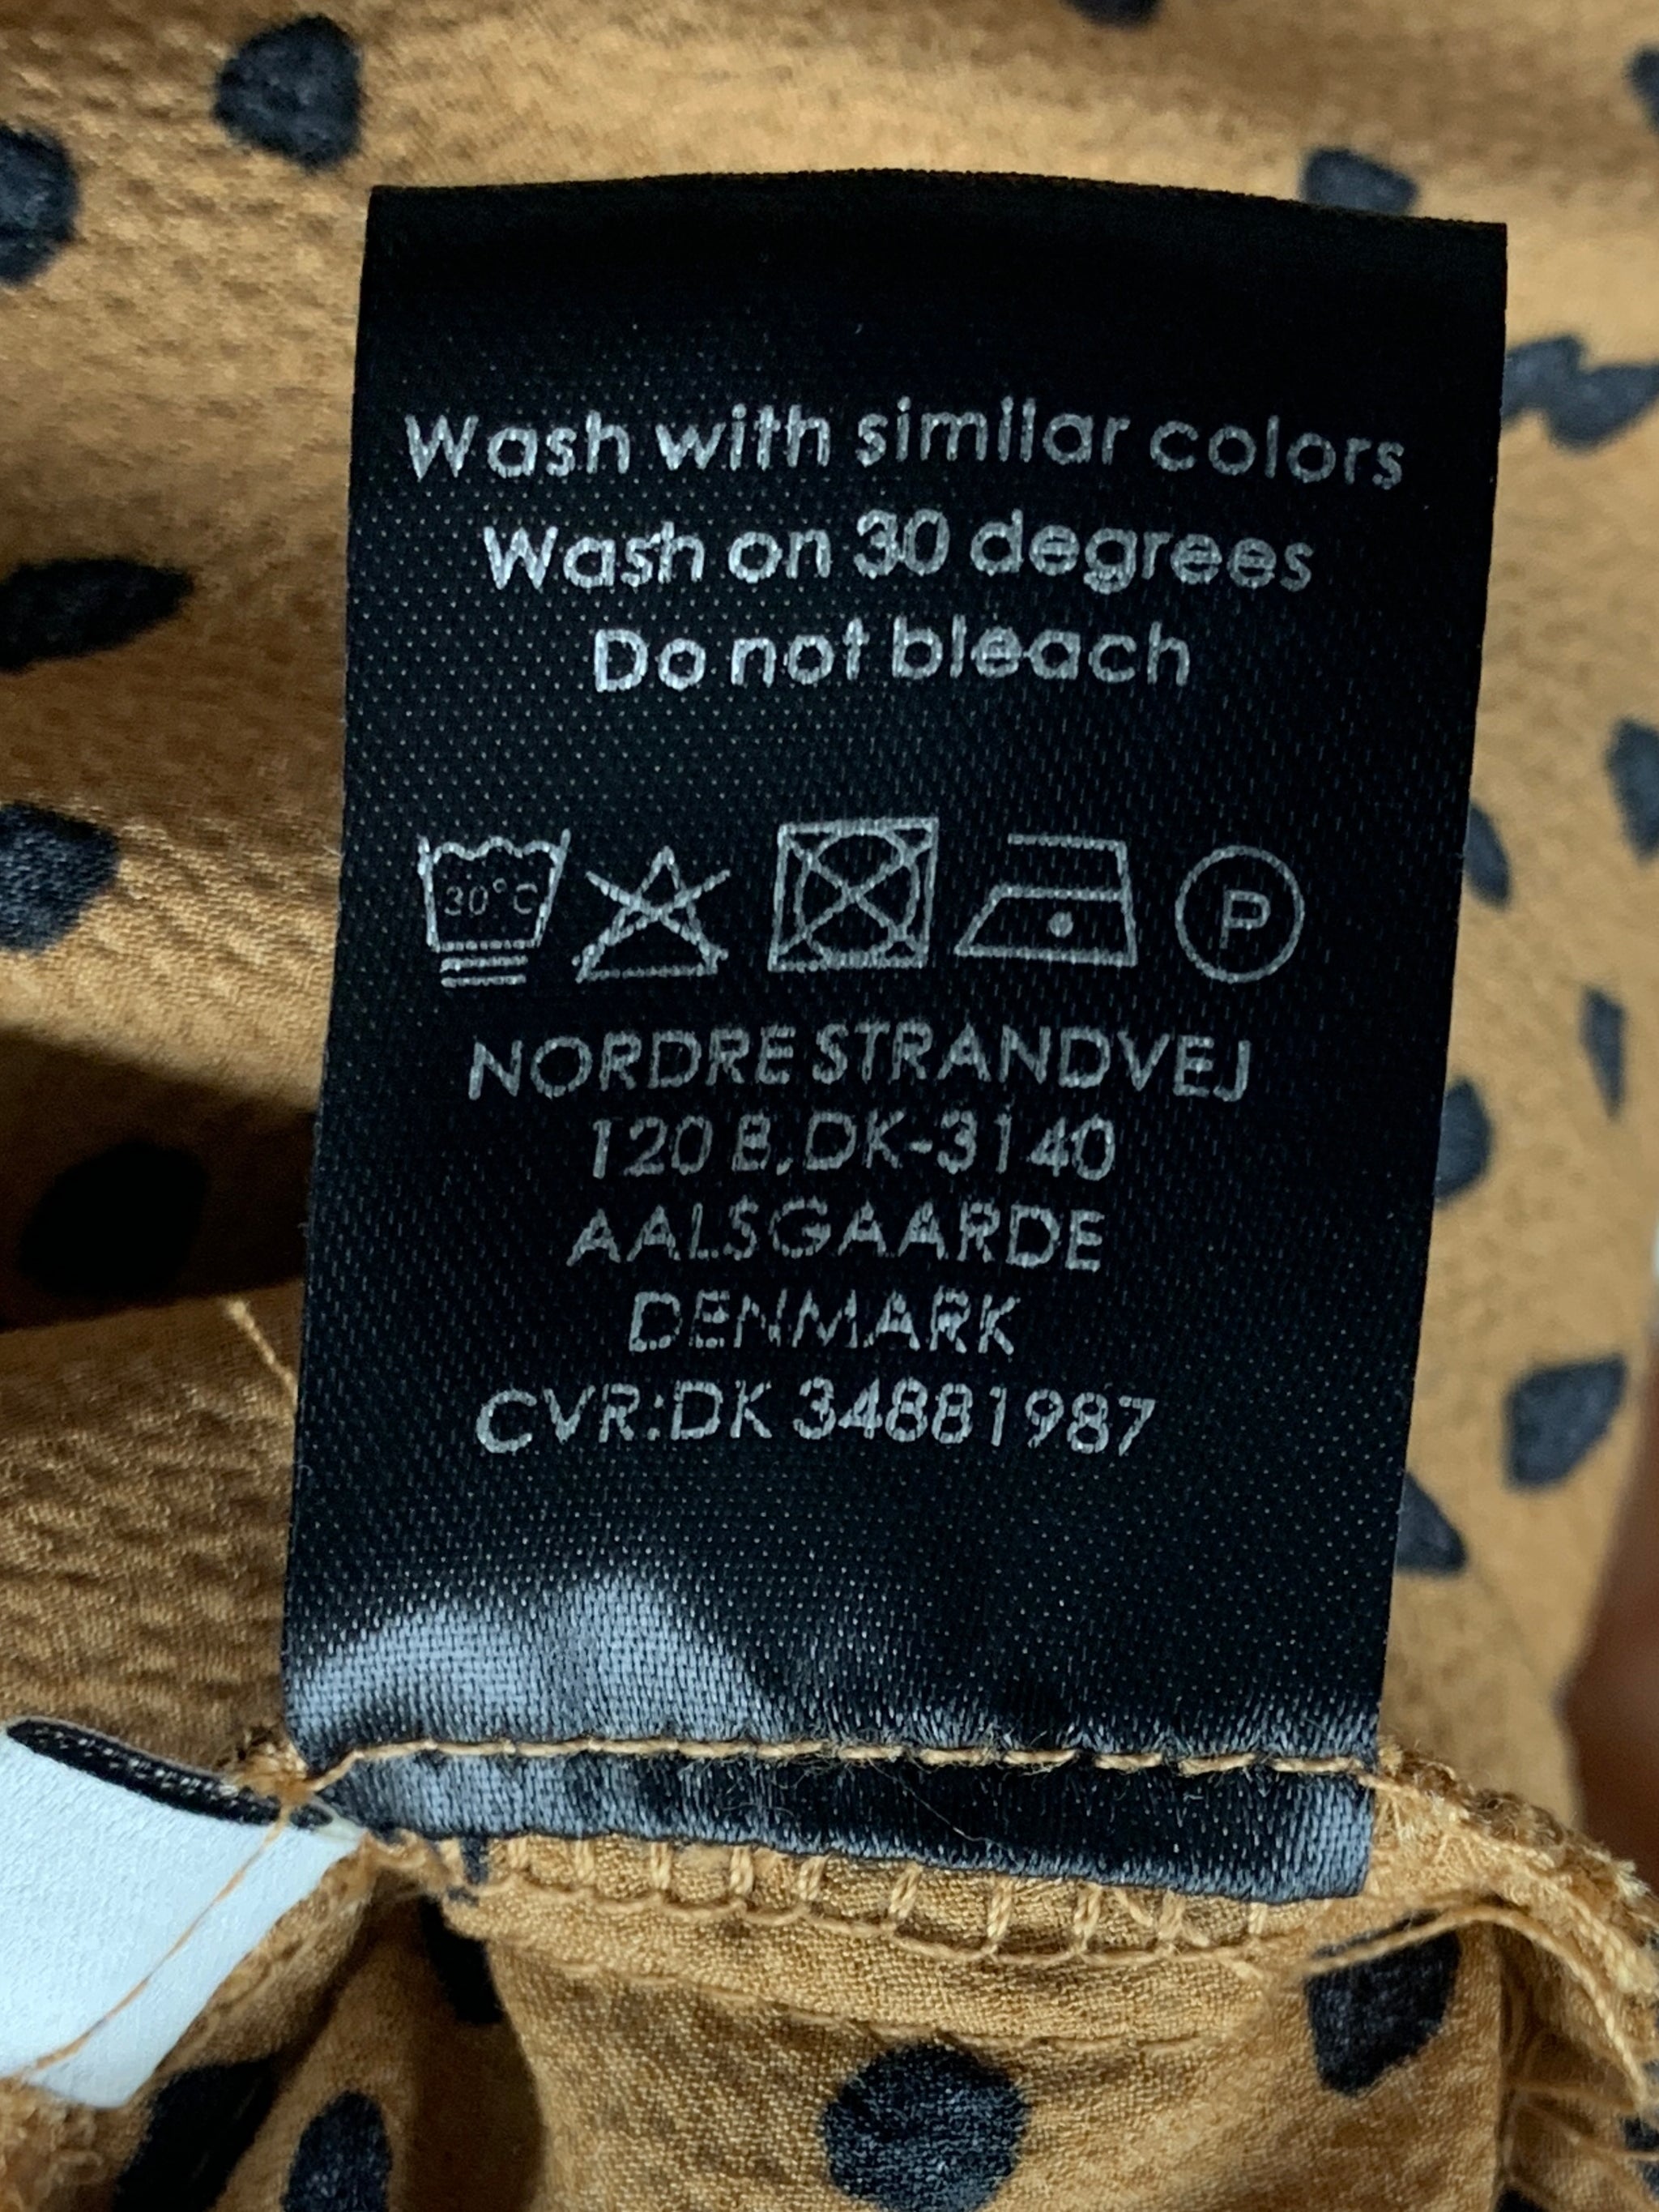 Wash with similar colors
Wash on 30 degrees
Do not bleach
30°C P
NORDRE STRANDVEJ
120 B, DK-3140
AALSGAARDE
DENMARK
CVR:DK 34881987